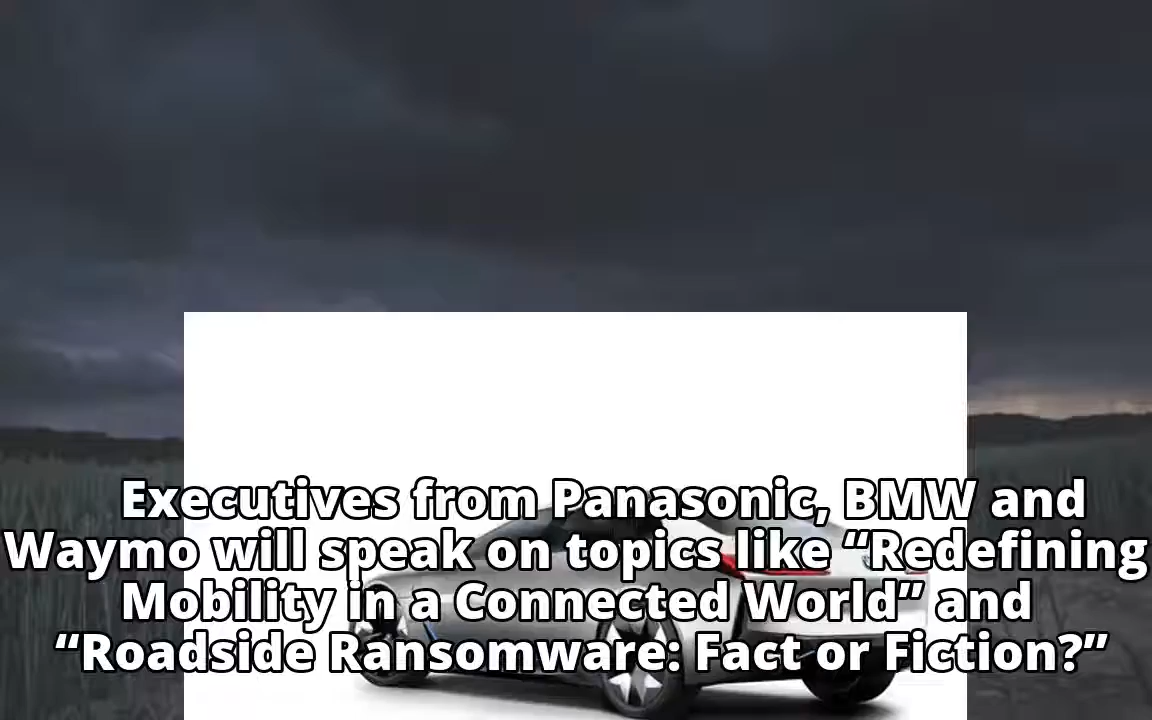 Executives from Panasonic, BMW and
Waymo will speak on topics like “Redefining
Mobility in a Connected World” and
“Roadside Ransomware: Fact or Fiction?”